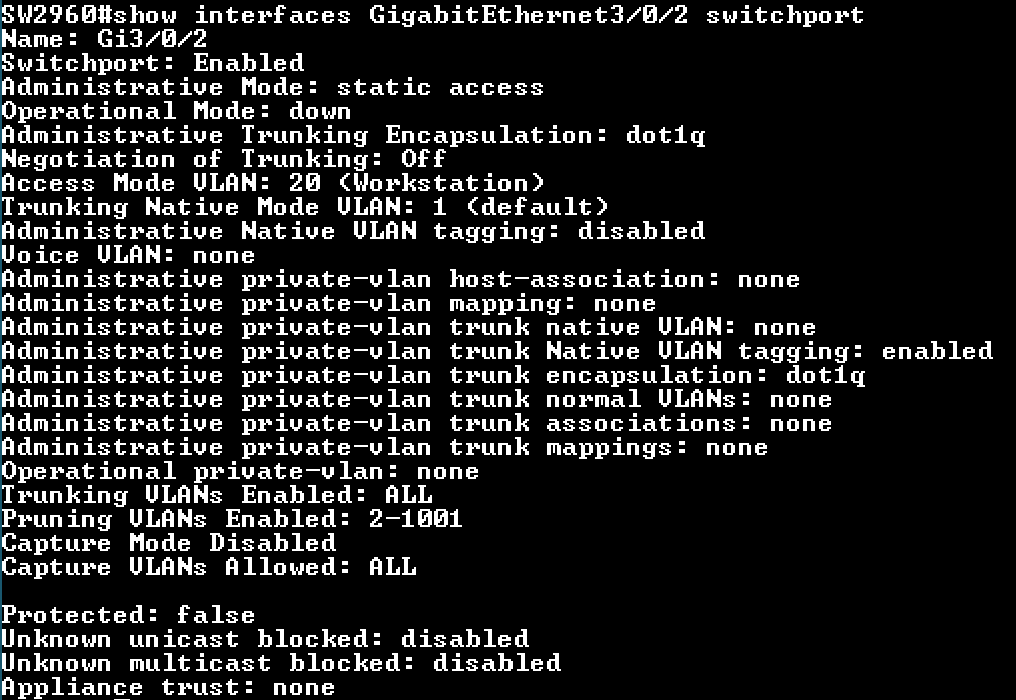 SW2960#show interfaces GigabitEthernet3/0/2 switchport
Name: Gi3/0/2
Switchport: Enabled
Administrative Mode: static access
Operational Mode: down
Administrative Trunking Encapsulation: dot1q
Negotiation of Trunking: Off
Access Mode VLAN: 20 (Workstation)
Trunking Native Mode VLAN: 1 (default)
Administrative Native VLAN tagging: disabled
Voice VLAN: none
Administrative private-vlan host-association: none
Administrative private-vlan mapping: none
Administrative private-vlan trunk native VLAN: none
Administrative private-vlan trunk Native VLAN tagging: enabled
Administrative private-vlan trunk encapsulation: dot1q
Administrative private-vlan trunk normal VLANs: none
Administrative private-vlan trunk associations: none
Administrative private-vlan trunk mappings: none
Operational private-vlan: none
Trunking VLANs Enabled: ALL
Pruning VLANs Enabled: 2-1001
Capture Mode Disabled
Capture VLANs Allowed: ALL
Protected: false
Unknown unicast blocked: disabled
Unknown multicast blocked: disabled
Appliance trust: none